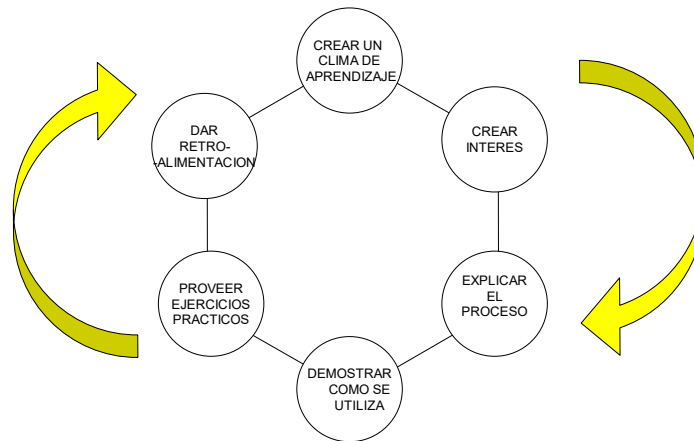 CREAR UN
CLIMA DE
APRENDIZAJE
CREAR
INTERES
EXPLICAR
EL
PROCESO
DEMOSTRAR
COMO SE
UTILIZA
PROVEER
EJERCICIOS
PRACTICOS
DAR
RETRO-
-ALIMENTACION